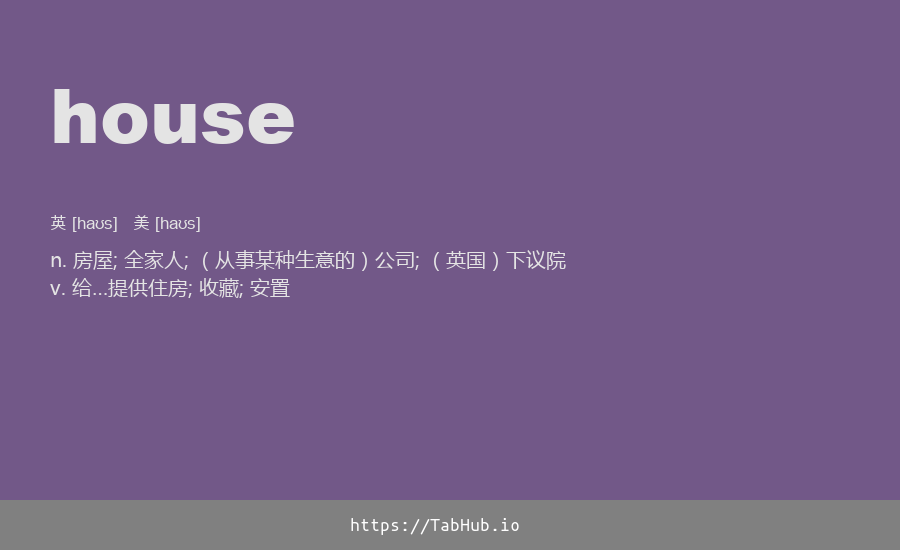 house
英 [haʊs] 美 [haʊs]
n. 房屋; 全家人; （从事某种生意的）公司; （英国）下议院
v. 给...提供住房; 收藏; 安置
https://TabHub.io